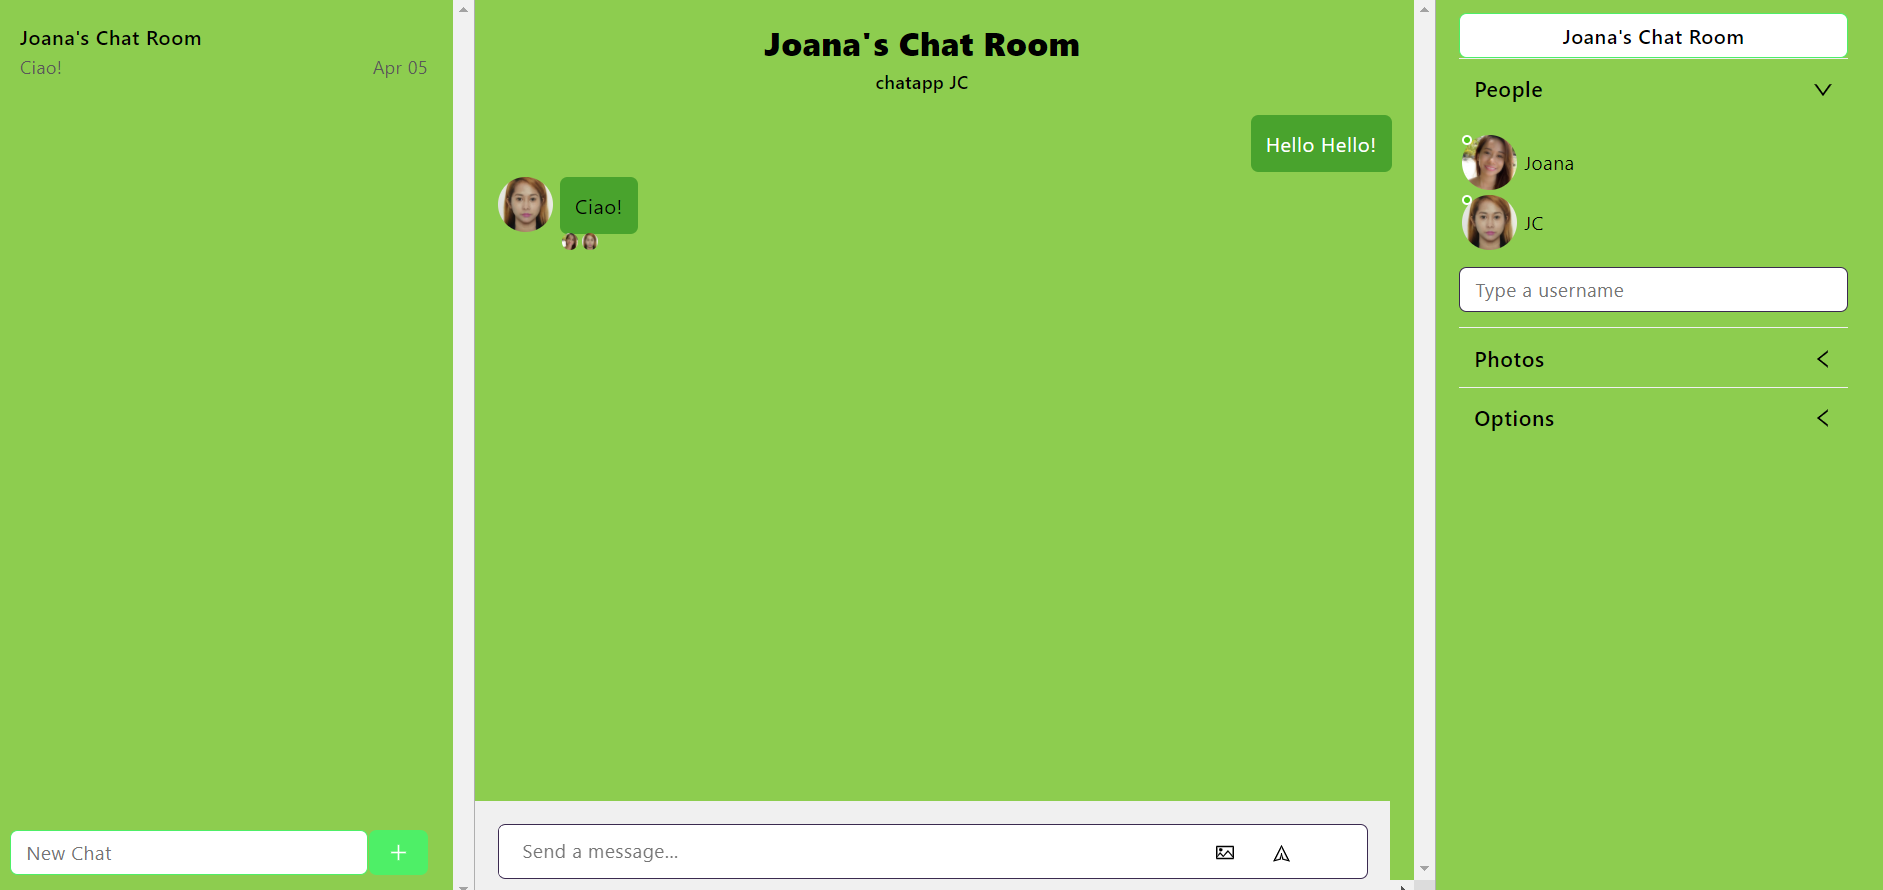 Joana's Chat Room
Ciao!
Apr 05
New Chat
+
Joana's Chat Room
chatapp JC
Hello Hello!
Ciao!
Send a message...
Joana's Chat Room
People
Joana
JC
Type a username
Photos
Options